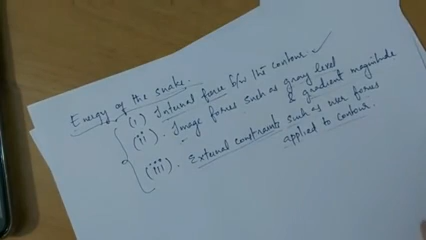 Energy of the snake.
(i) Internal force b/w the contour. ✓
(ii). Image forces such as gray level
& gradient magnitude
(iii). External constraints such as user forces
applied to contour.